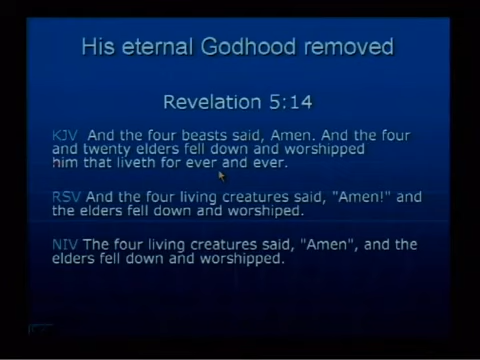 His eternal Godhood removed
Revelation 5:14
KJV And the four beasts said, Amen. And the four
and twenty elders fell down and worshipped
him that liveth for ever and ever.
RSV And the four living creatures said, "Amen!" and
the elders fell down and worshiped.
NIV The four living creatures said, "Amen", and the
elders fell down and worshipped.